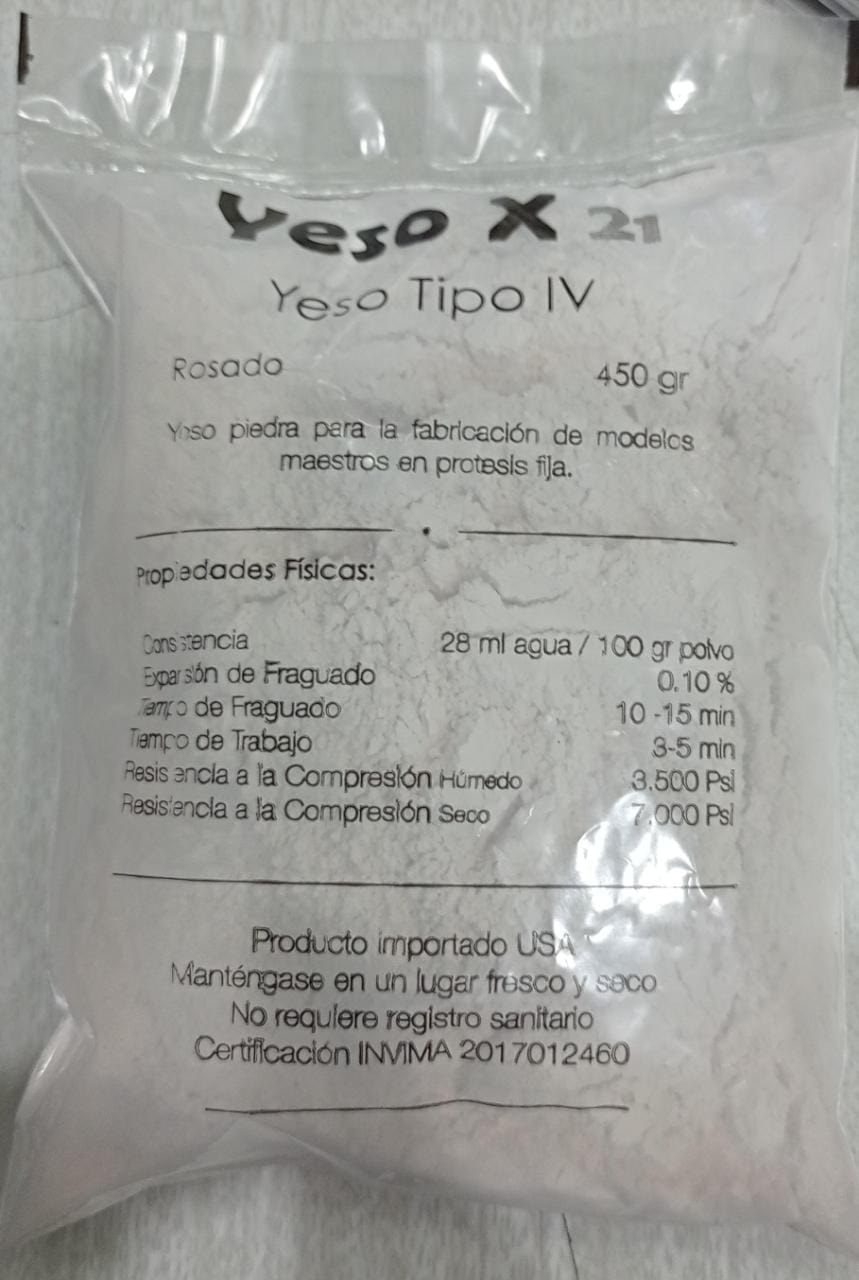 Yeso X 21
Yeso Tipo IV
Rosado 450 gr
Yeso piedra para la fabricación de modelos
maestros en protesis fija.
Propiedades Físicas:
Consistencia 28 ml agua / 100 gr polvo
Expansión de Fraguado 0.10 %
Tiempo de Fraguado 10 -15 min
Tiempo de Trabajo 3-5 min
Resistencia a la Compresión Húmedo 3.500 Psi
Resistencia a la Compresión Seco 7.000 Psi
Producto importado USA
Manténgase en un lugar fresco y seco
No requiere registro sanitario
Certificación INVIMA 2017012460